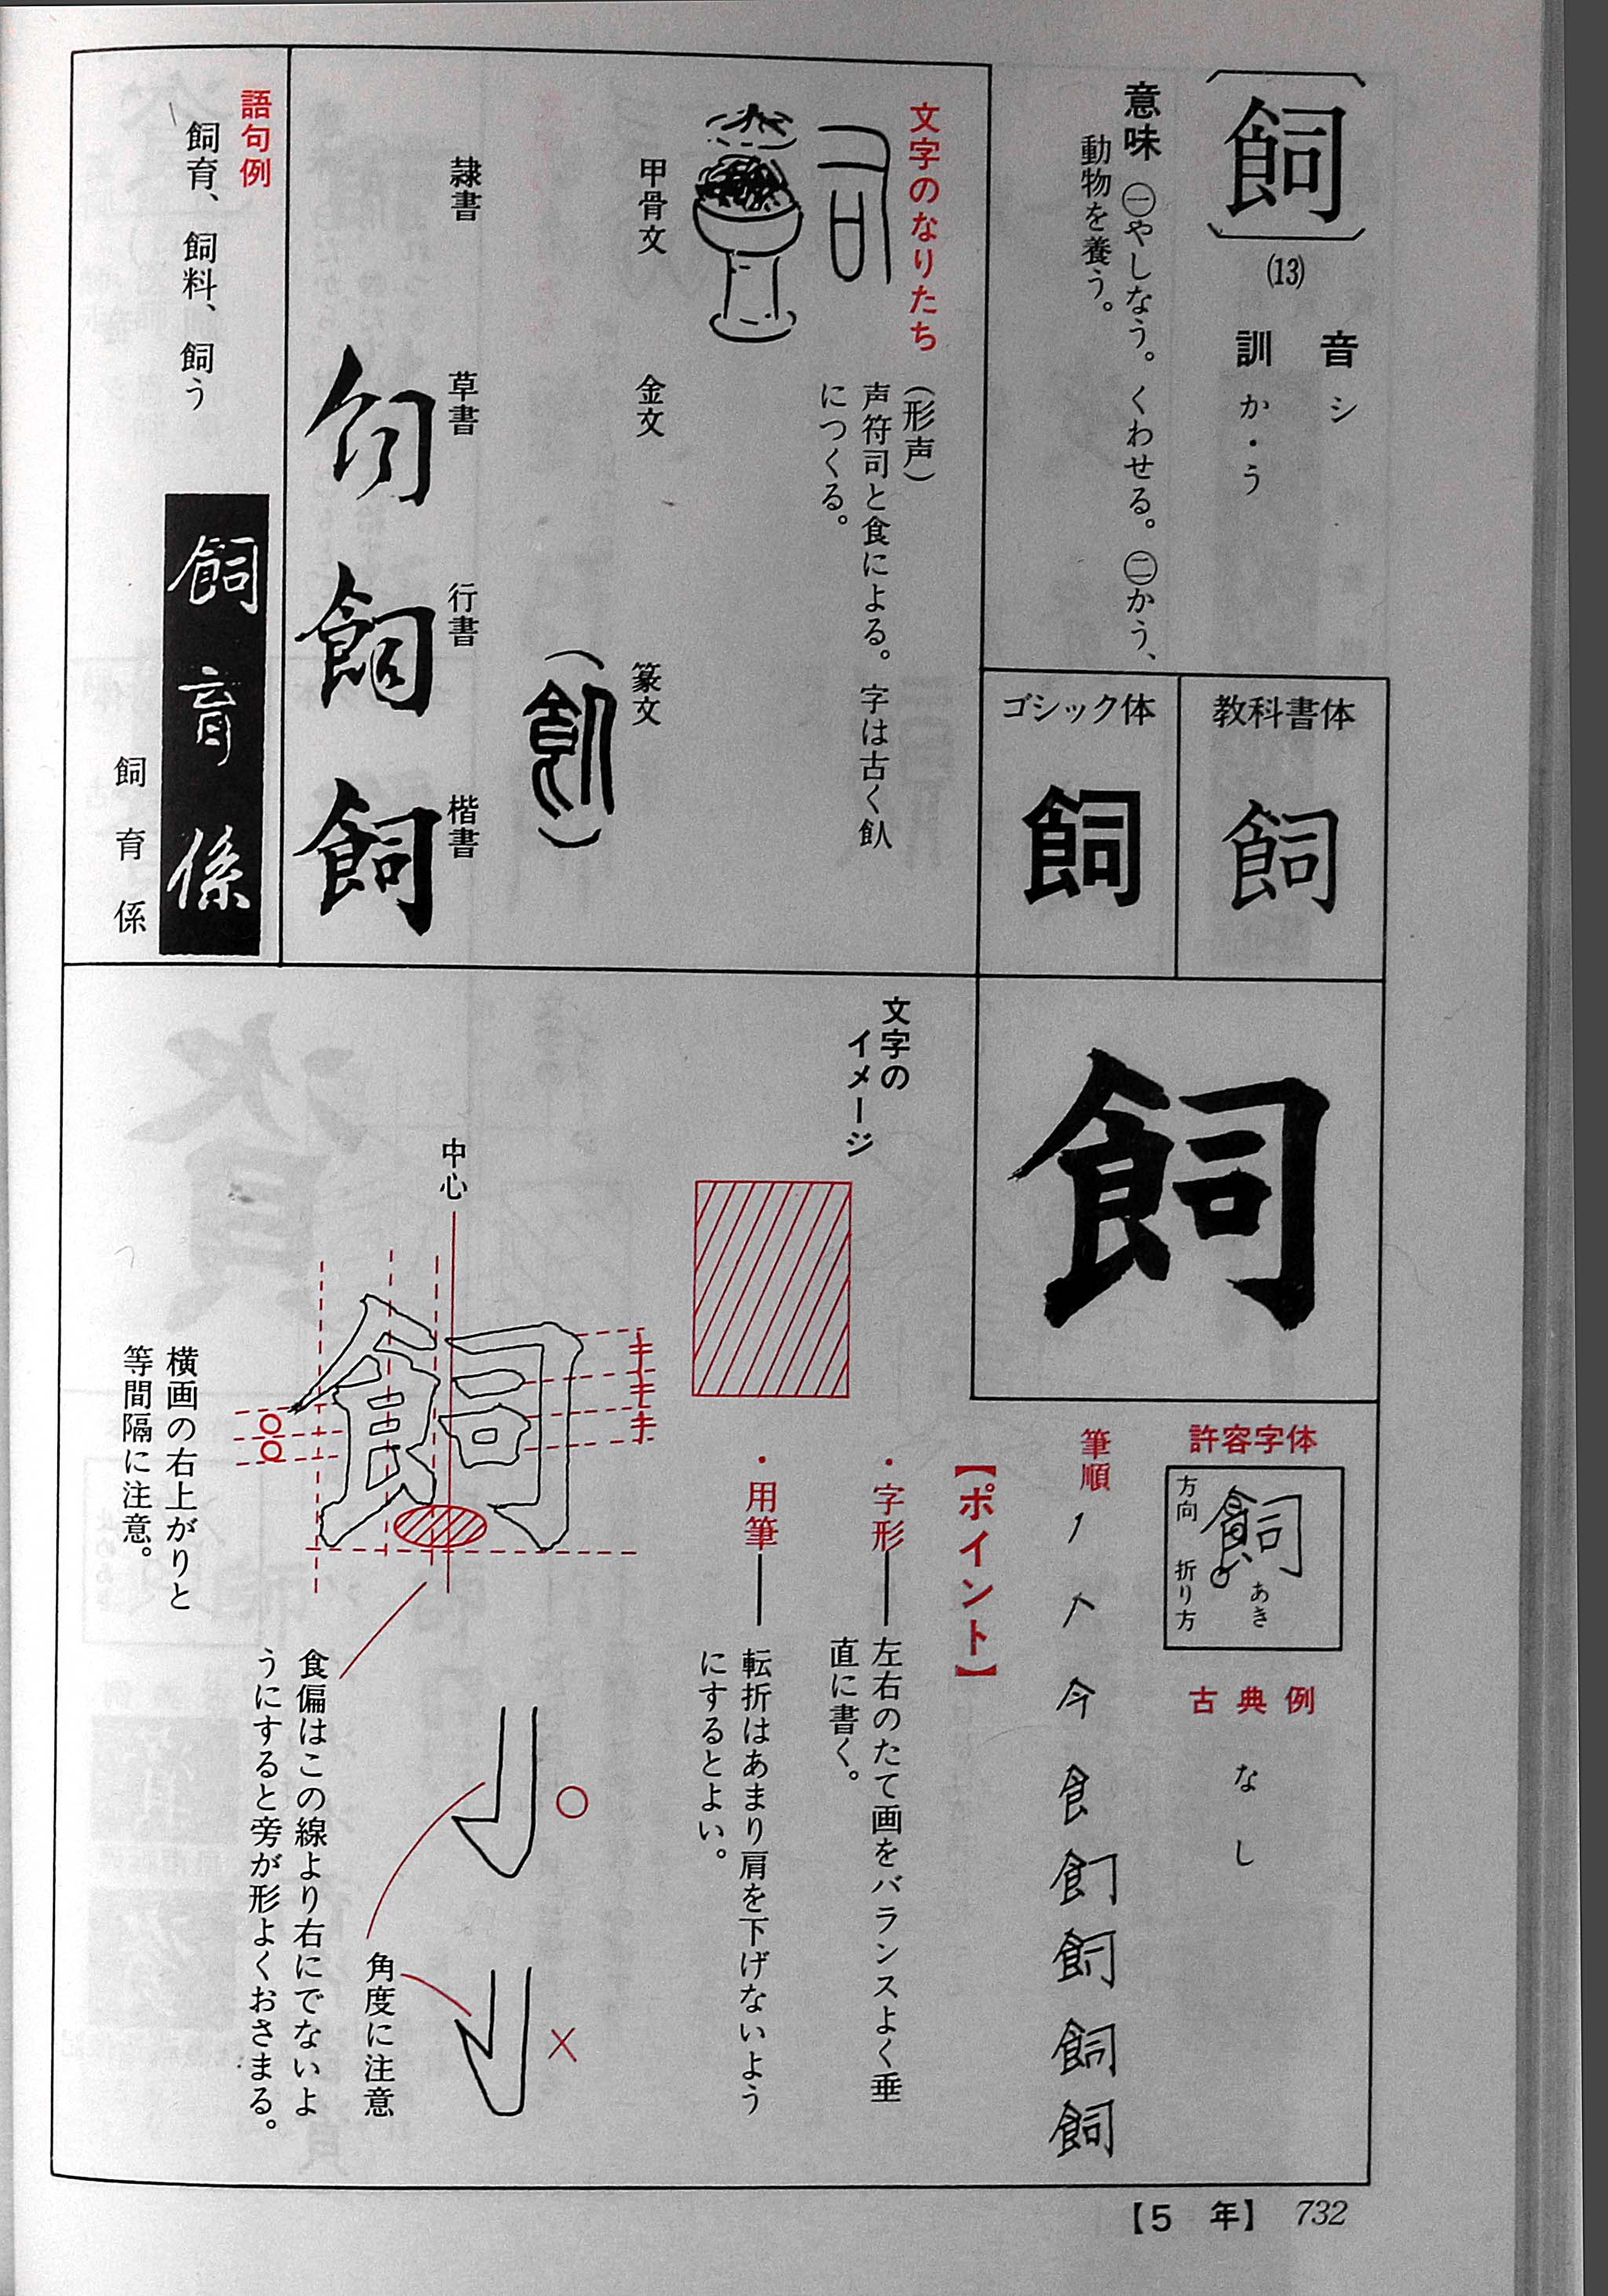 飼
(13)
音 シ
訓 か・う
意味 ㊀やしなう。くわせる。㊁かう、
動物を養う。
教科書体
飼
ゴシック体
飼
文字のなりたち
(形声)
声符司と食による。字は古く飤
につくる。
甲骨文
金文
篆文
(飤)
隷書
草書
飼
行書
飼
楷書
飼
語句例
飼育、飼料、飼う
飼育係
飼育係
飼
許容字体
飼
あき
方向 折り方
古典例
なし
筆順
飼
【ポイント】
・字形――左右のたて画をバランスよく垂
直に書く。
・用筆――転折はあまり肩を下げないよう
にするとよい。
文字の
イメージ
中心
角度に注意
食偏はこの線より右にでないよ
うにすると旁が形よくおさまる。
横画の右上がりと
等間隔に注意。
【5 年】 732